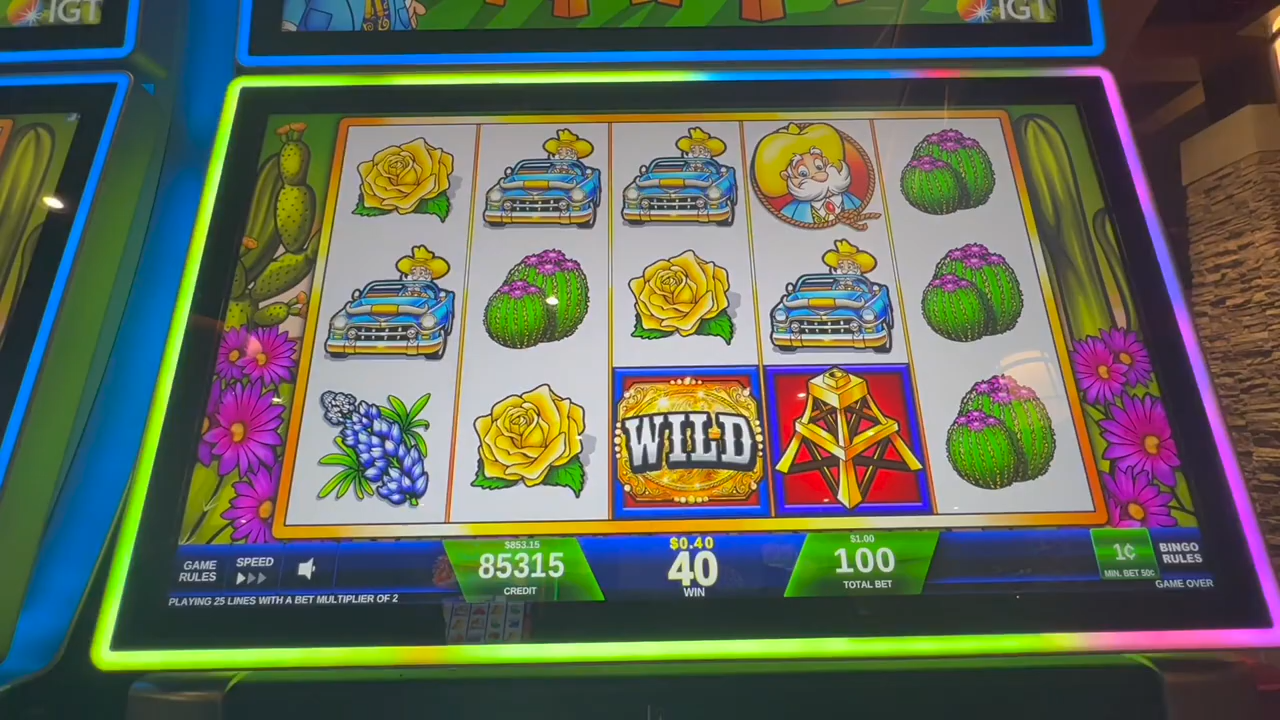 IGT
IGT
WILD
GAME RULES
SPEED
$853.15
85315
CREDIT
$0.40
40
WIN
$1.00
100
TOTAL BET
1¢
MIN. BET 50¢
BINGO RULES
GAME OVER
PLAYING 25 LINES WITH A BET MULTIPLIER OF 2